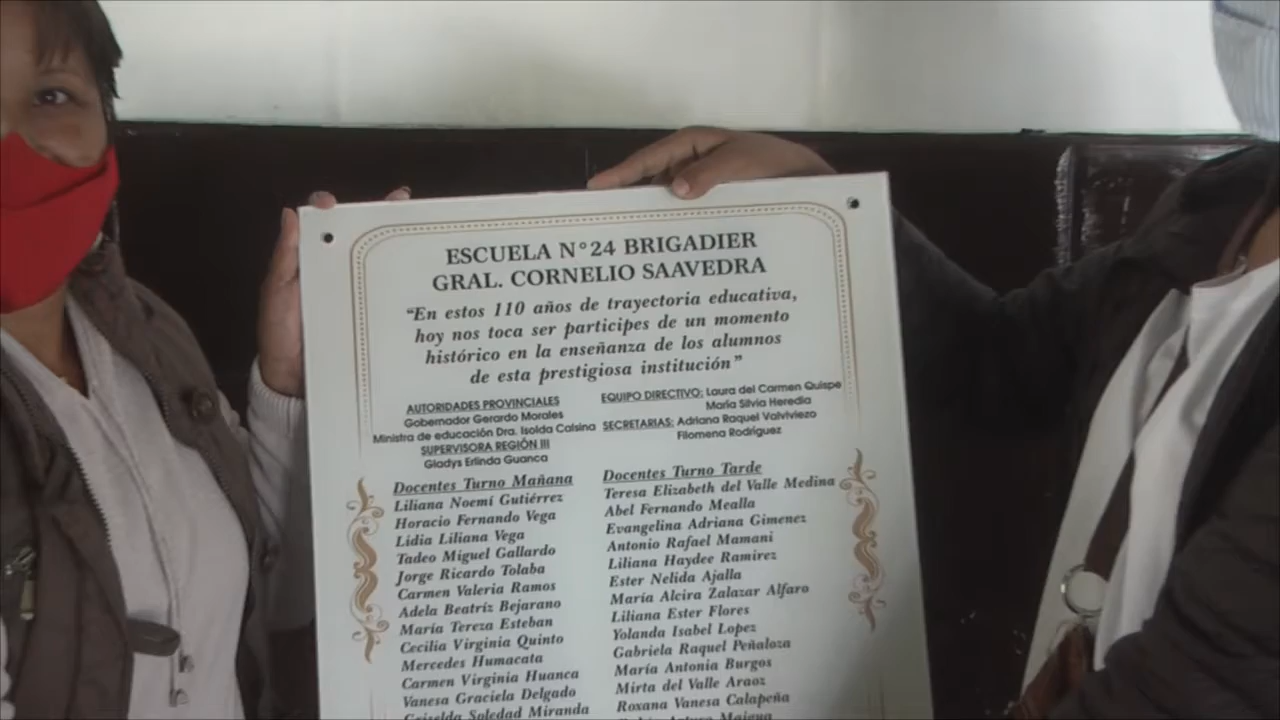 ESCUELA N°24 BRIGADIER
GRAL. CORNELIO SAAVEDRA
“En estos 110 años de trayectoria educativa,
hoy nos toca ser participes de un momento
histórico en la enseñanza de los alumnos
de esta prestigiosa institución”
AUTORIDADES PROVINCIALES
Gobernador Gerardo Morales
Ministra de educación Dra. Isolda Calsina
SUPERVISORA REGIÓN III
Gladys Erlinda Guanca
EQUIPO DIRECTIVO: Laura del Carmen Quispe
María Silvia Heredia
SECRETARIAS: Adriana Raquel Valviviezo
Filomena Rodríguez
Docentes Turno Mañana
Liliana Noemí Gutiérrez
Horacio Fernando Vega
Lidia Liliana Vega
Tadeo Miguel Gallardo
Jorge Ricardo Tolaba
Carmen Valeria Ramos
Adela Beatríz Bejarano
María Tereza Esteban
Cecilia Virginia Quinto
Mercedes Humacata
Carmen Virginia Huanca
Vanesa Graciela Delgado
Griselda Soledad Miranda
Docentes Turno Tarde
Teresa Elizabeth del Valle Medina
Abel Fernando Mealla
Evangelina Adriana Gimenez
Antonio Rafael Mamani
Liliana Haydee Ramirez
Ester Nelida Ajalla
María Alcira Zalazar Alfaro
Liliana Ester Flores
Yolanda Isabel Lopez
Gabriela Raquel Peñaloza
María Antonia Burgos
Mirta del Valle Araoz
Roxana Vanesa Calapeña